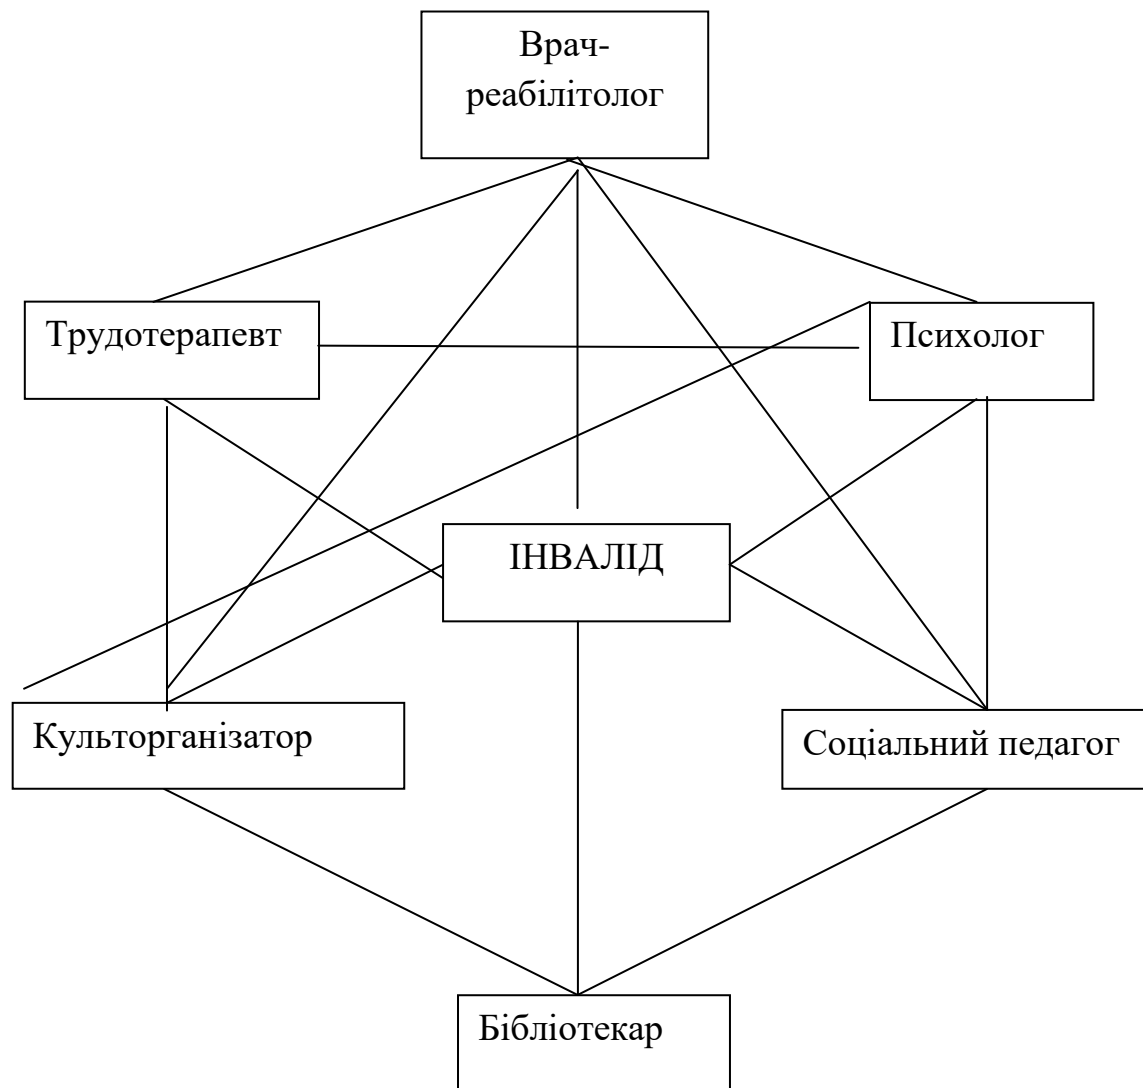 Врач-
реабілітолог
Трудотерапевт
Психолог
ІНВАЛІД
Культорганізатор
Соціальний педагог
Бібліотекар